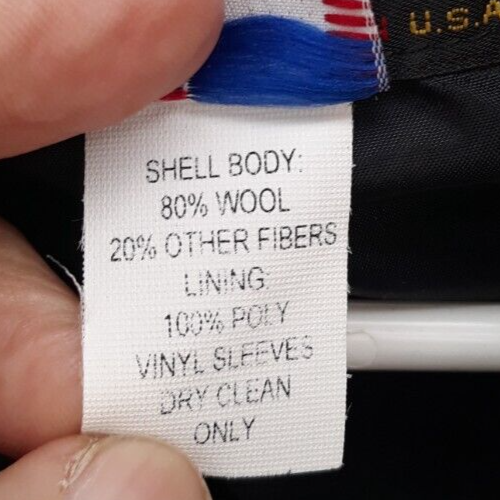 U.S.A
SHELL BODY:
80% WOOL
20% OTHER FIBERS
LINING:
100% POLY
VINYL SLEEVES
DRY CLEAN
ONLY